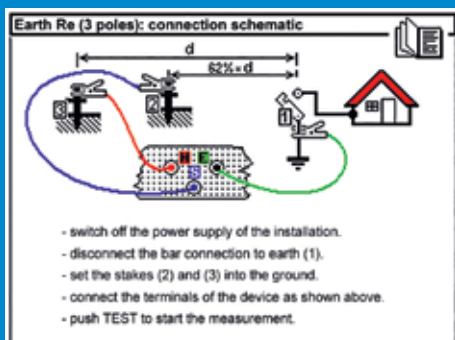 Earth Re (3 poles): connection schematic
d
62%×d
3
2
1
H E
S
- switch off the power supply of the installation.
- disconnect the bar connection to earth (1).
- set the stakes (2) and (3) into the ground.
- connect the terminals of the device as shown above.
- push TEST to start the measurement.